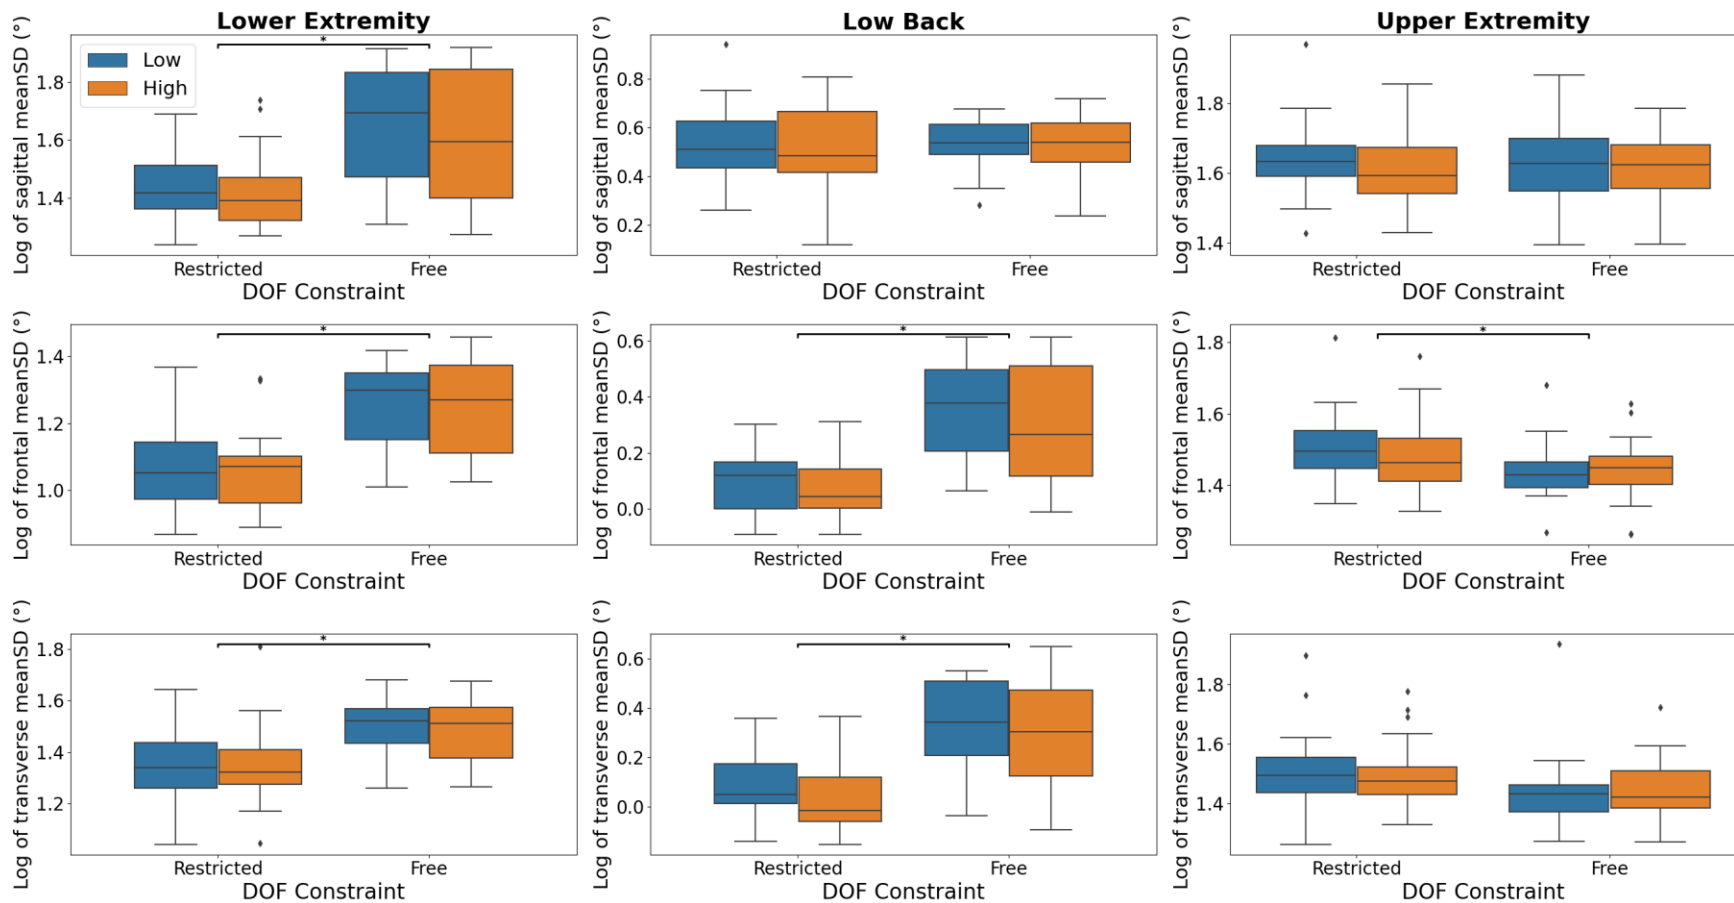 Lower Extremity
Low Back
Upper Extremity
Log of sagittal meanSD (°)
1.8
1.6
1.4
Low
High
*
Restricted
Free
DOF Constraint
Log of sagittal meanSD (°)
0.8
0.6
0.4
0.2
Restricted
Free
DOF Constraint
Log of sagittal meanSD (°)
1.8
1.6
1.4
Restricted
Free
DOF Constraint
Log of frontal meanSD (°)
1.4
1.2
1.0
*
Restricted
Free
DOF Constraint
Log of frontal meanSD (°)
0.6
0.4
0.2
0.0
*
Restricted
Free
DOF Constraint
Log of frontal meanSD (°)
1.8
1.6
1.4
*
Restricted
Free
DOF Constraint
Log of transverse meanSD (°)
1.8
1.6
1.4
1.2
*
Restricted
Free
DOF Constraint
Log of transverse meanSD (°)
0.6
0.4
0.2
0.0
*
Restricted
Free
DOF Constraint
Log of transverse meanSD (°)
1.8
1.6
1.4
Restricted
Free
DOF Constraint